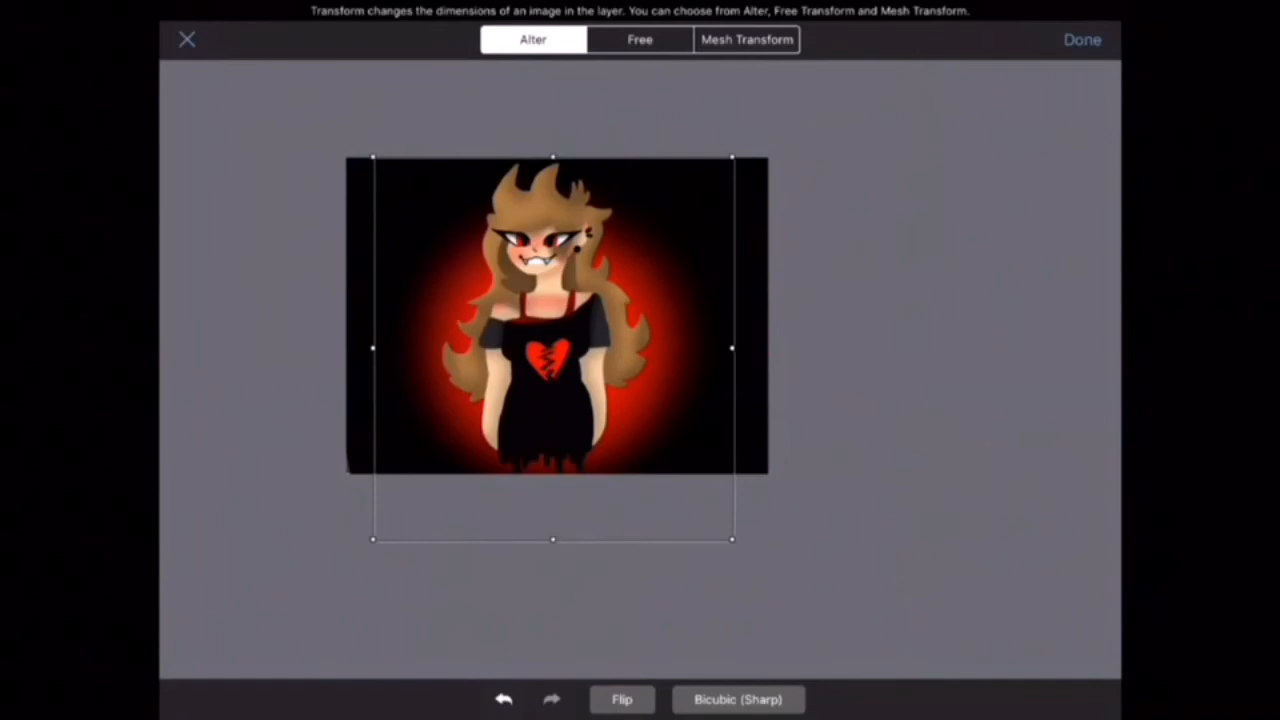 Transform changes the dimensions of an image in the layer. You can choose from Alter, Free Transform and Mesh Transform.
Alter Free Mesh Transform Done
Flip Bicubic (Sharp)